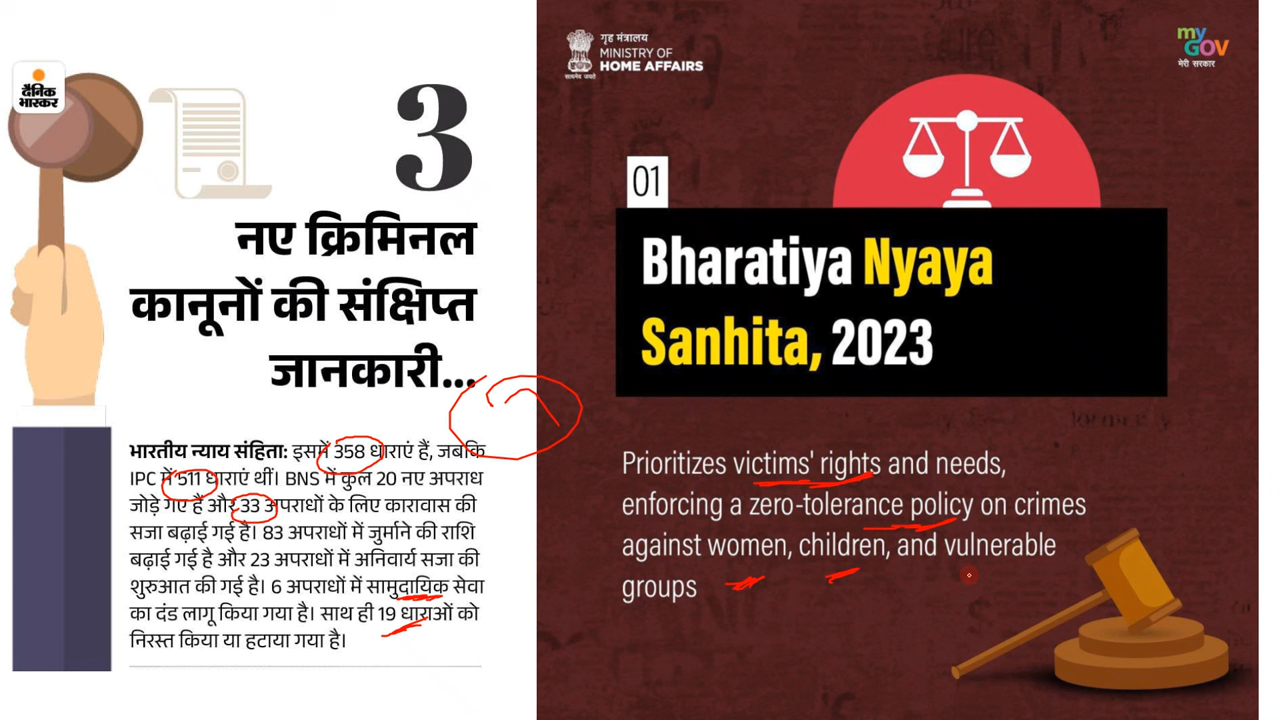 दैनिक
भास्कर
3
नए क्रिमिनल
कानूनों की संक्षिप्त
जानकारी...
भारतीय न्याय संहिता: इसमें 358 धाराएं हैं, जबकि
IPC में 511 धाराएं थीं। BNS में कुल 20 नए अपराध
जोड़े गए हैं और 33 अपराधों के लिए कारावास की
सजा बढ़ाई गई है। 83 अपराधों में जुर्माने की राशि
बढ़ाई गई है और 23 अपराधों में अनिवार्य सजा की
शुरुआत की गई है। 6 अपराधों में सामुदायिक सेवा
का दंड लागू किया गया है। साथ ही 19 धाराओं को
निरस्त किया या हटाया गया है।
सत्यमेव जयते
गृह मंत्रालय
MINISTRY OF
HOME AFFAIRS
my
GOV
मेरी सरकार
01
Bharatiya Nyaya
Sanhita, 2023
Prioritizes victims' rights and needs,
enforcing a zero-tolerance policy on crimes
against women, children, and vulnerable
groups